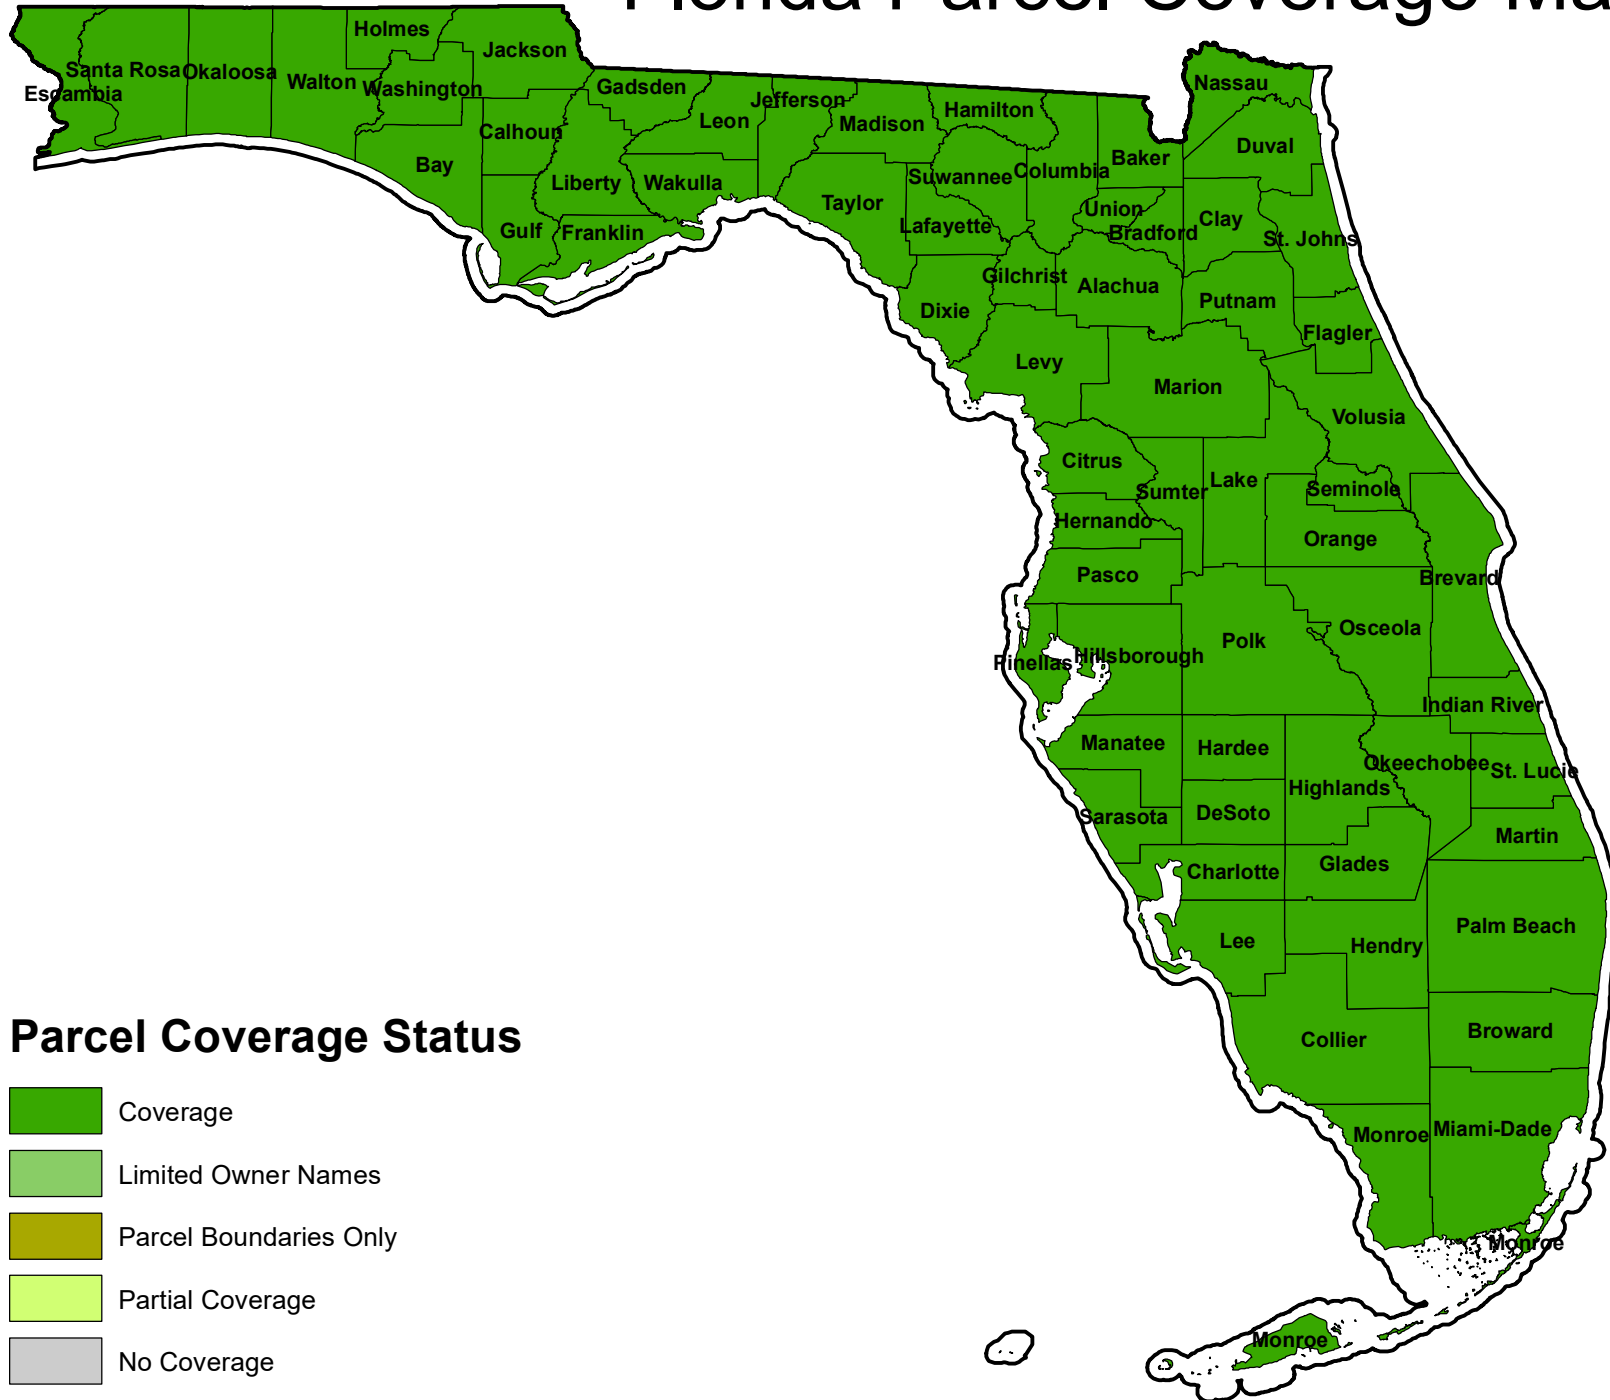 Florida Parcel Coverage Ma
Holmes
Jackson
Santa Rosa
Okaloosa
Walton
Washington
Escambia
Gadsden
Jefferson
Leon
Madison
Hamilton
Nassau
Calhoun
Bay
Liberty
Wakulla
Taylor
Suwannee
Columbia
Baker
Duval
Gulf
Franklin
Lafayette
Union
Bradford
Clay
St. Johns
Gilchrist
Alachua
Putnam
Dixie
Flagler
Levy
Marion
Volusia
Citrus
Sumter
Lake
Seminole
Hernando
Orange
Pasco
Brevard
Osceola
Polk
Pinellas
Hillsborough
Indian River
Manatee
Hardee
Okeechobee
St. Lucie
Highlands
Sarasota
DeSoto
Martin
Charlotte
Glades
Palm Beach
Lee
Hendry
Collier
Broward
Monroe
Miami-Dade
Monroe
Monroe
Parcel Coverage Status
Coverage
Limited Owner Names
Parcel Boundaries Only
Partial Coverage
No Coverage